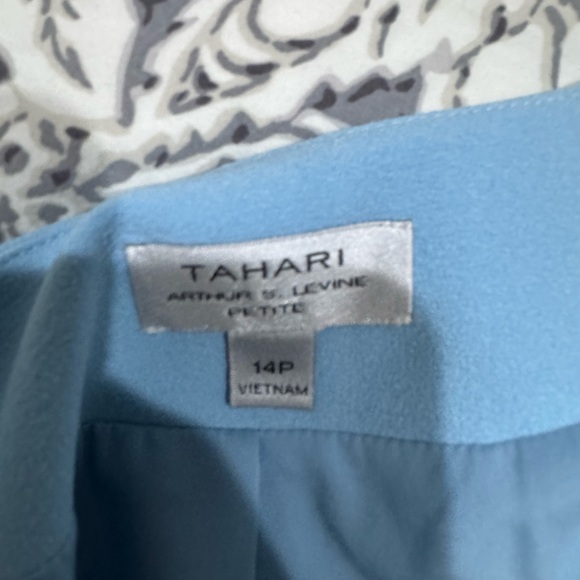 TAHARI
ARTHUR S. LEVINE
PETITE
14P
VIETNAM